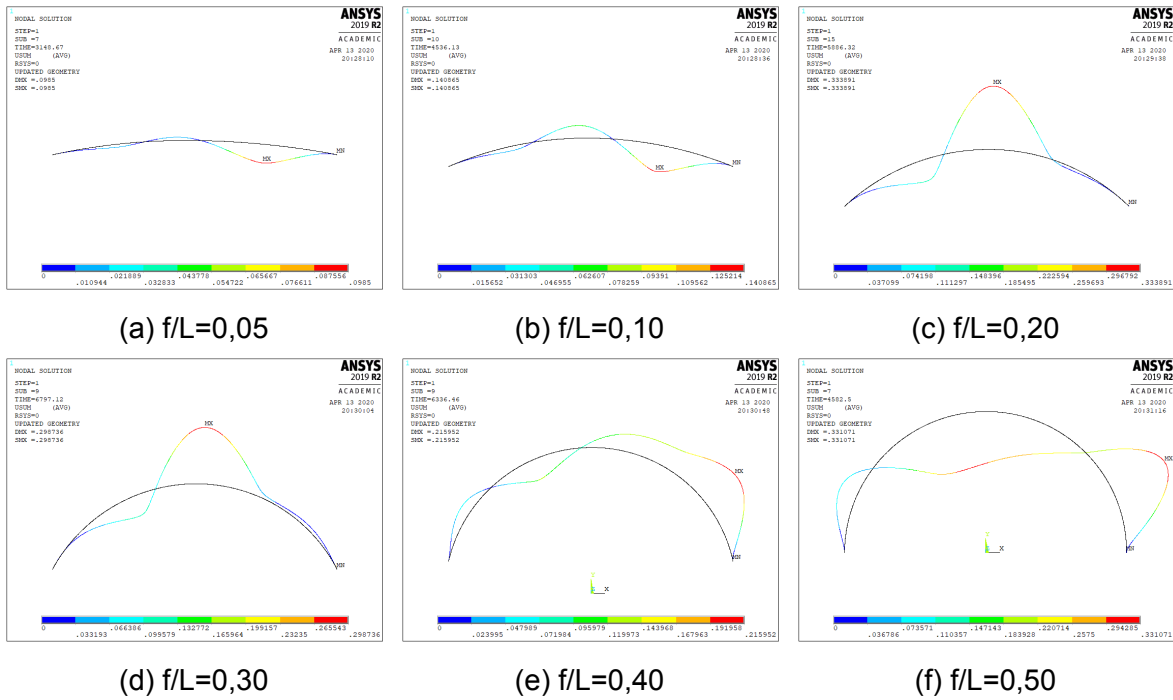 1
NODAL SOLUTION
STEP=1
SUB =7
TIME=3148.67
USUM (AVG)
RSYS=0
UPDATED GEOMETRY
DMX =.0985
SMX =.0985
ANSYS
2019 R2
ACADEMIC
APR 13 2020
20:28:10
MX
MN
0 .021889 .043778 .065667 .087556
.010944 .032833 .054722 .076611 .0985
(a) f/L=0,05
1
NODAL SOLUTION
STEP=1
SUB =10
TIME=4536.13
USUM (AVG)
RSYS=0
UPDATED GEOMETRY
DMX =.140865
SMX =.140865
ANSYS
2019 R2
ACADEMIC
APR 13 2020
20:28:36
MX
MN
0 .031303 .062607 .09391 .125214
.015652 .046955 .078259 .109562 .140865
(b) f/L=0,10
1
NODAL SOLUTION
STEP=1
SUB =15
TIME=5886.32
USUM (AVG)
RSYS=0
UPDATED GEOMETRY
DMX =.333891
SMX =.333891
ANSYS
2019 R2
ACADEMIC
APR 13 2020
20:29:38
MX
MN
0 .074198 .148396 .222594 .296792
.037099 .111297 .185495 .259693 .333891
(c) f/L=0,20
1
NODAL SOLUTION
STEP=1
SUB =9
TIME=6797.12
USUM (AVG)
RSYS=0
UPDATED GEOMETRY
DMX =.298736
SMX =.298736
ANSYS
2019 R2
ACADEMIC
APR 13 2020
20:30:04
MX
MN
0 .066386 .132772 .199157 .265543
.033193 .099579 .165964 .23235 .298736
(d) f/L=0,30
1
NODAL SOLUTION
STEP=1
SUB =9
TIME=6336.46
USUM (AVG)
RSYS=0
UPDATED GEOMETRY
DMX =.215952
SMX =.215952
ANSYS
2019 R2
ACADEMIC
APR 13 2020
20:30:48
MX
MN
Y
X
0 .047989 .095979 .143968 .191958
.023995 .071984 .119973 .167963 .215952
(e) f/L=0,40
1
NODAL SOLUTION
STEP=1
SUB =7
TIME=4582.5
USUM (AVG)
RSYS=0
UPDATED GEOMETRY
DMX =.331071
SMX =.331071
ANSYS
2019 R2
ACADEMIC
APR 13 2020
20:31:16
MX
MN
X
0 .073571 .147143 .220714 .294285
.036786 .110357 .183928 .2575 .331071
(f) f/L=0,50